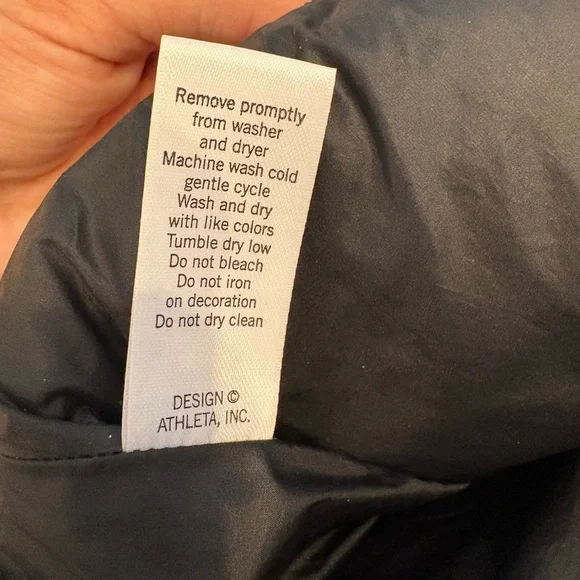 Remove promptly
from washer
and dryer
Machine wash cold
gentle cycle
Wash and dry
with like colors
Tumble dry low
Do not bleach
Do not iron
on decoration
Do not dry clean
DESIGN ©
ATHLETA, INC.